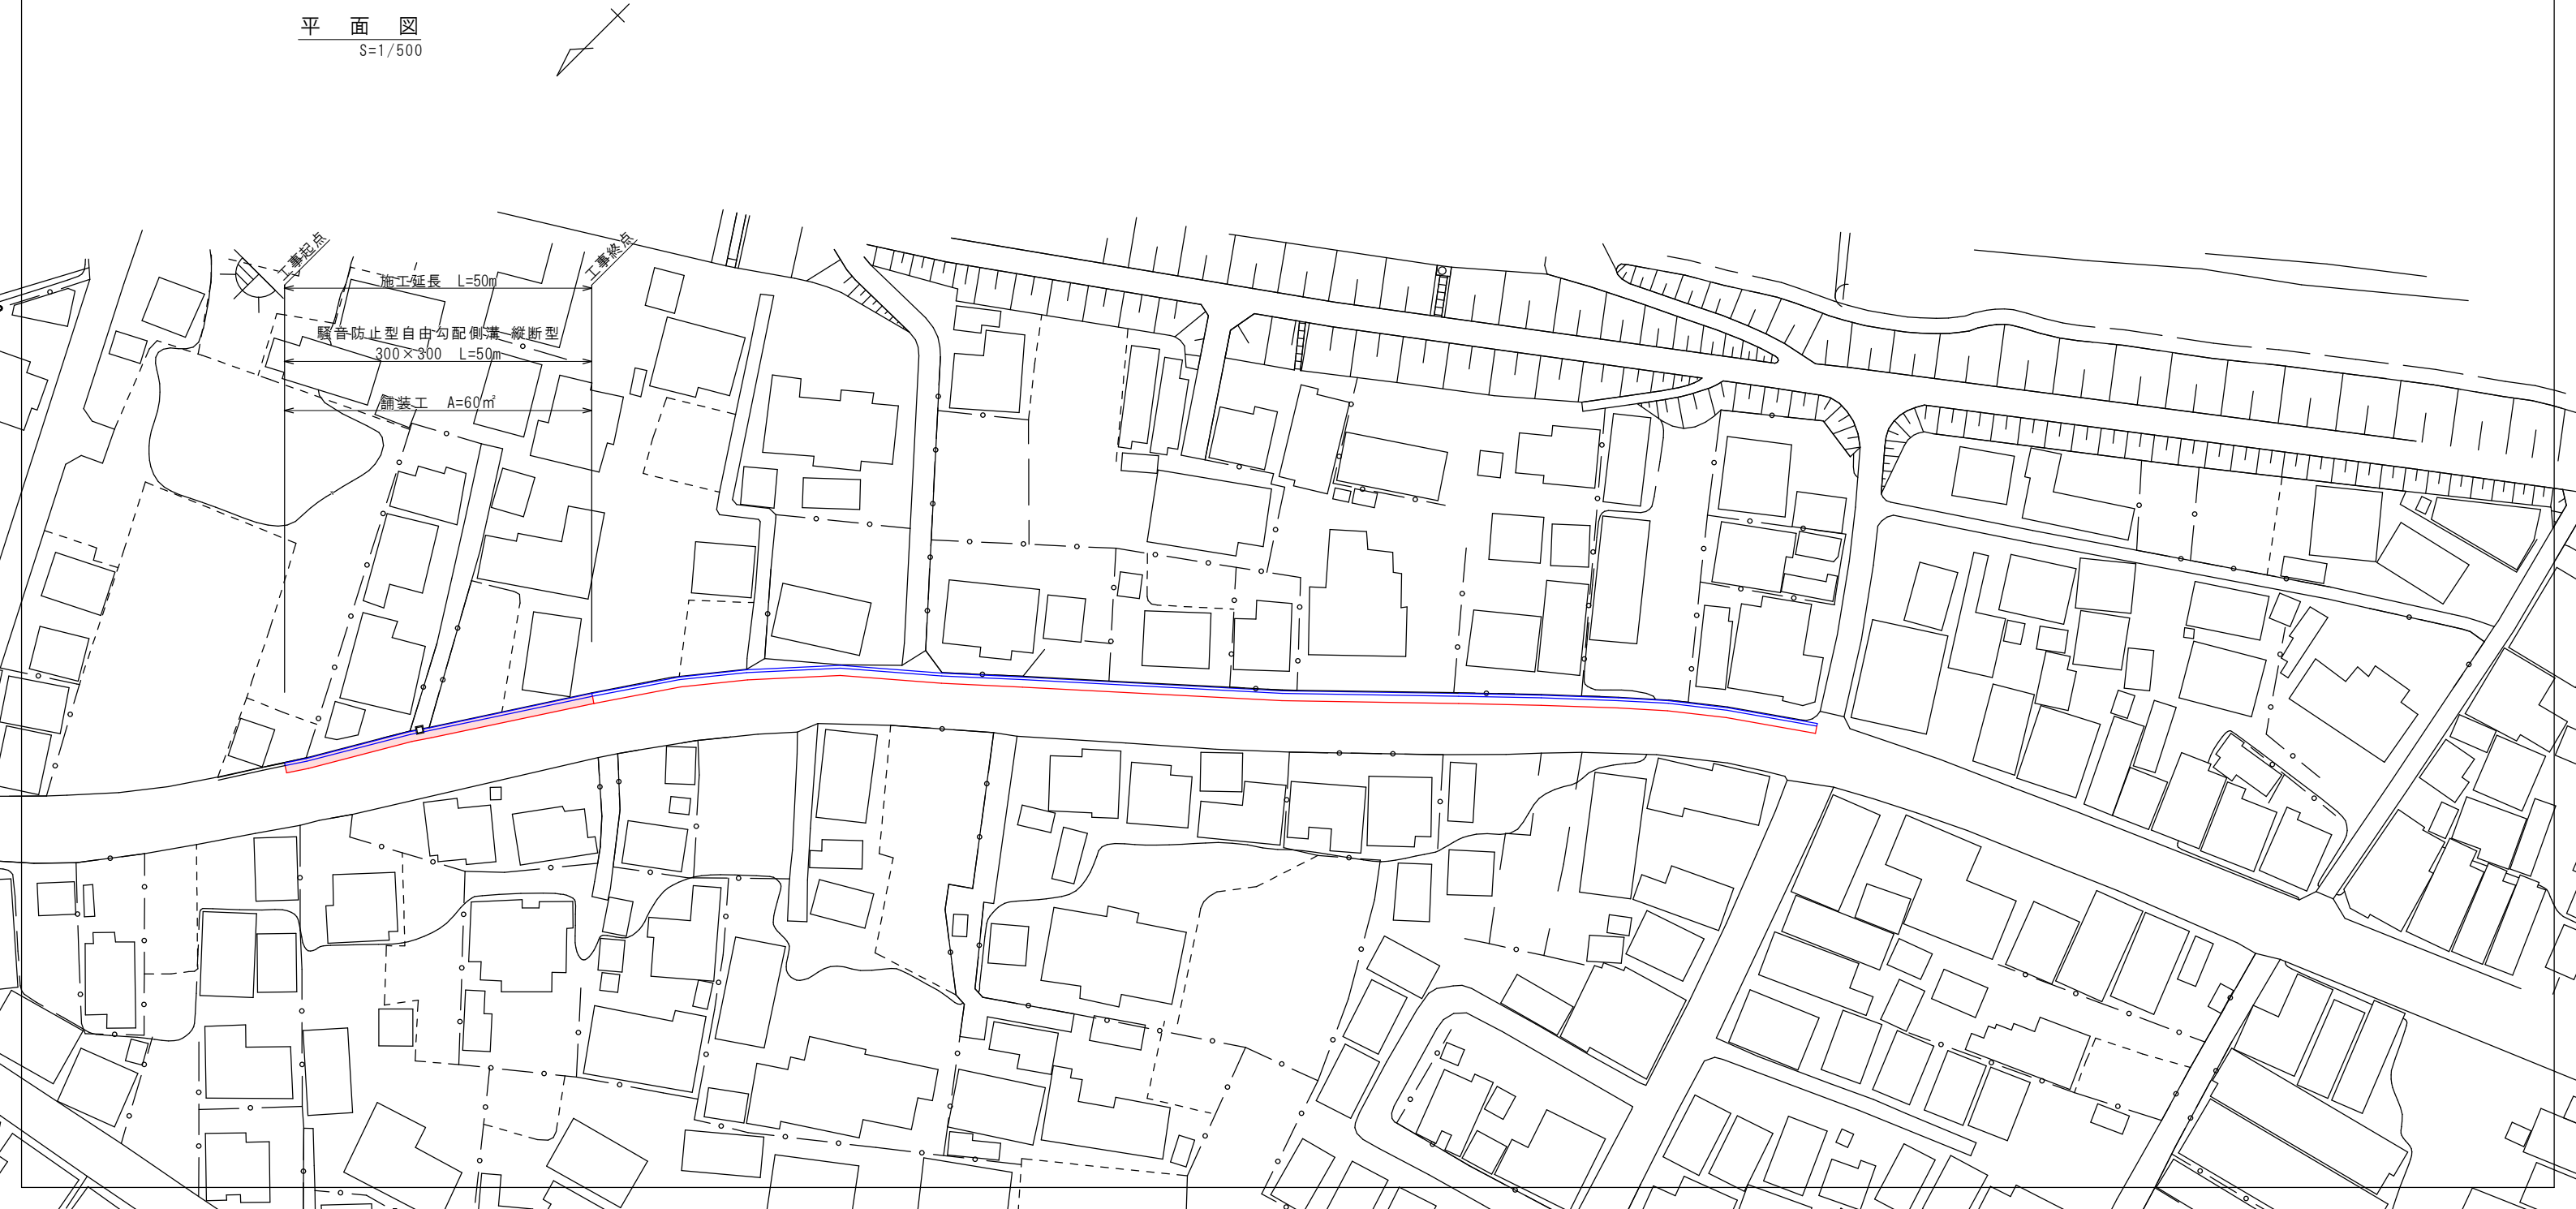 平面図
S=1/500
工事起点
工事終点
施工延長 L=50m
騒音防止型自由勾配側溝 縦断型
300×300 L=50m
舗装工 A=60㎡